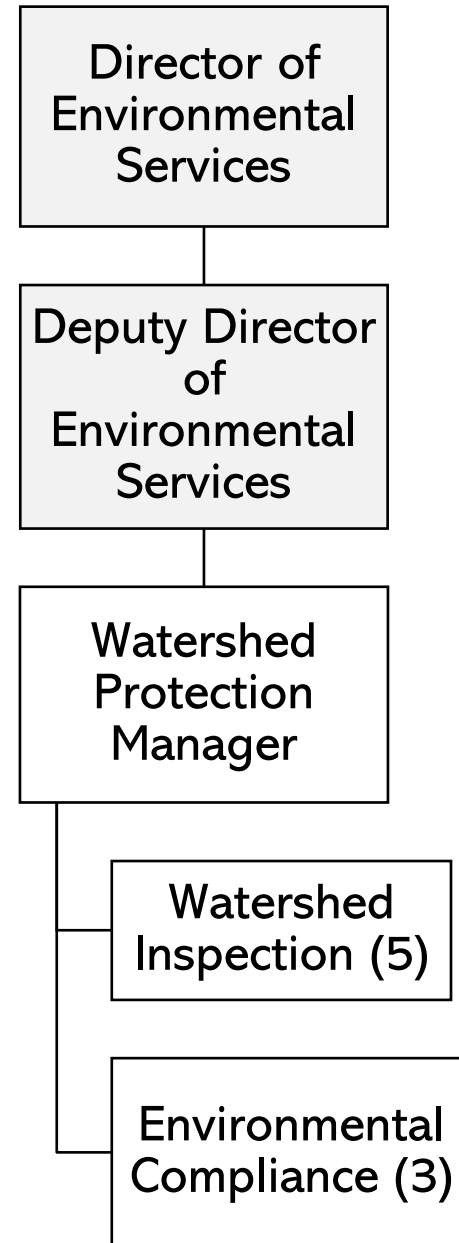 Director of
Environmental
Services
Deputy Director
of
Environmental
Services
Watershed
Protection
Manager
Watershed
Inspection (5)
Environmental
Compliance (3)